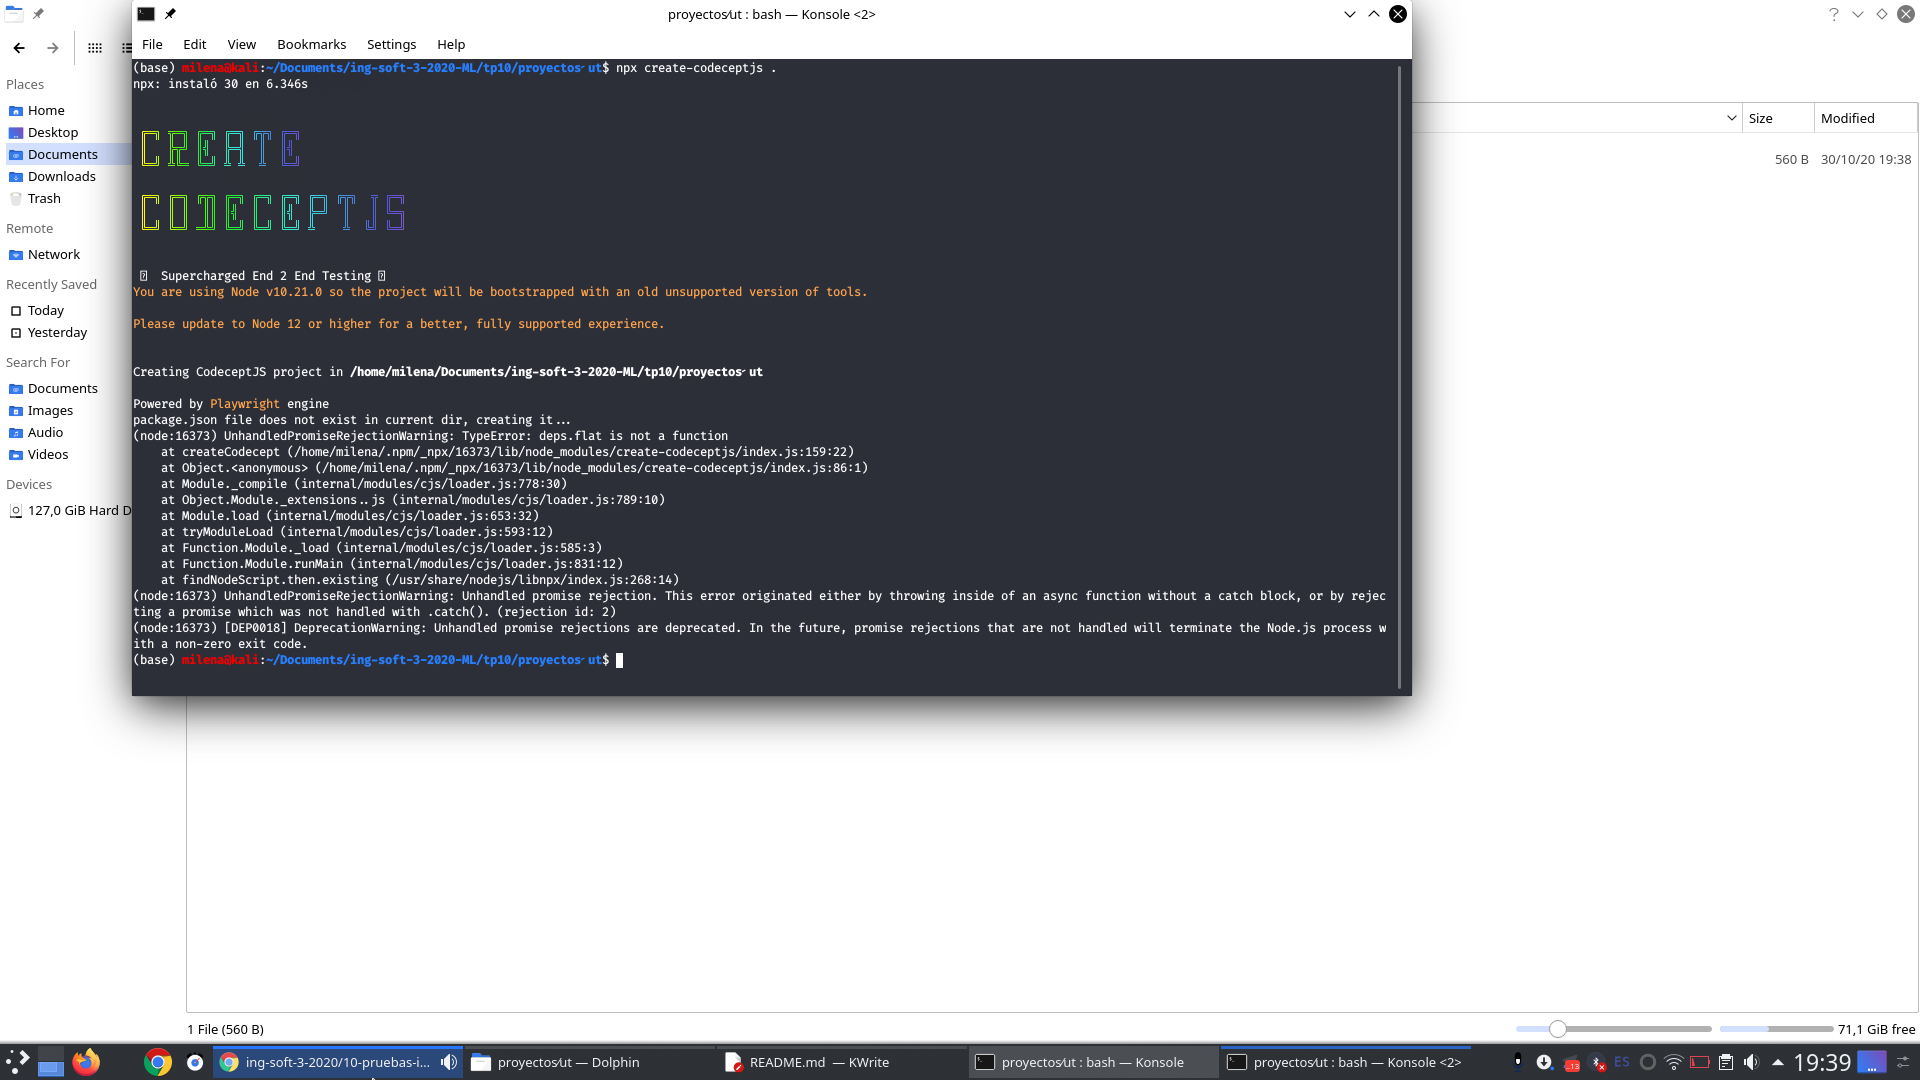 proyectos/ut : bash — Konsole <2>
File Edit View Bookmarks Settings Help
(base) milena@kali:~/Documents/ing-soft-3-2020-ML/tp10/proyectos-ut$ npx create-codeceptjs .
npx: instaló 30 en 6.346s
CREATE
CODECEPTJS
Supercharged End 2 End Testing
You are using Node v10.21.0 so the project will be bootstrapped with an old unsupported version of tools.
Please update to Node 12 or higher for a better, fully supported experience.
Creating CodeceptJS project in /home/milena/Documents/ing-soft-3-2020-ML/tp10/proyectos-ut
Powered by Playwright engine
package.json file does not exist in current dir, creating it...
(node:16373) UnhandledPromiseRejectionWarning: TypeError: deps.flat is not a function
at createCodecept (/home/milena/.npm/_npx/16373/lib/node_modules/create-codeceptjs/index.js:159:22)
at Object.<anonymous> (/home/milena/.npm/_npx/16373/lib/node_modules/create-codeceptjs/index.js:86:1)
at Module._compile (internal/modules/cjs/loader.js:778:30)
at Object.Module._extensions..js (internal/modules/cjs/loader.js:789:10)
at Module.load (internal/modules/cjs/loader.js:653:32)
at tryModuleLoad (internal/modules/cjs/loader.js:593:12)
at Function.Module._load (internal/modules/cjs/loader.js:585:3)
at Function.Module.runMain (internal/modules/cjs/loader.js:831:12)
at findNodeScript.then.existing (/usr/share/nodejs/libnpx/index.js:268:14)
(node:16373) UnhandledPromiseRejectionWarning: Unhandled promise rejection. This error originated either by throwing inside of an async function without a catch block, or by rejec
ting a promise which was not handled with .catch(). (rejection id: 2)
(node:16373) [DEP0018] DeprecationWarning: Unhandled promise rejections are deprecated. In the future, promise rejections that are not handled will terminate the Node.js process w
ith a non-zero exit code.
(base) milena@kali:~/Documents/ing-soft-3-2020-ML/tp10/proyectos-ut$
Places
Home
Desktop
Documents
Downloads
Trash
Remote
Network
Recently Saved
Today
Yesterday
Search For
Documents
Images
Audio
Videos
Devices
127,0 GiB Hard D
Size Modified
560 B 30/10/20 19:38
1 File (560 B)
71,1 GiB free
ing-soft-3-2020/10-pruebas-i...
proyectos/ut — Dolphin
README.md — KWrite
proyectos/ut : bash — Konsole
proyectos/ut : bash — Konsole <2>
ES
19:39